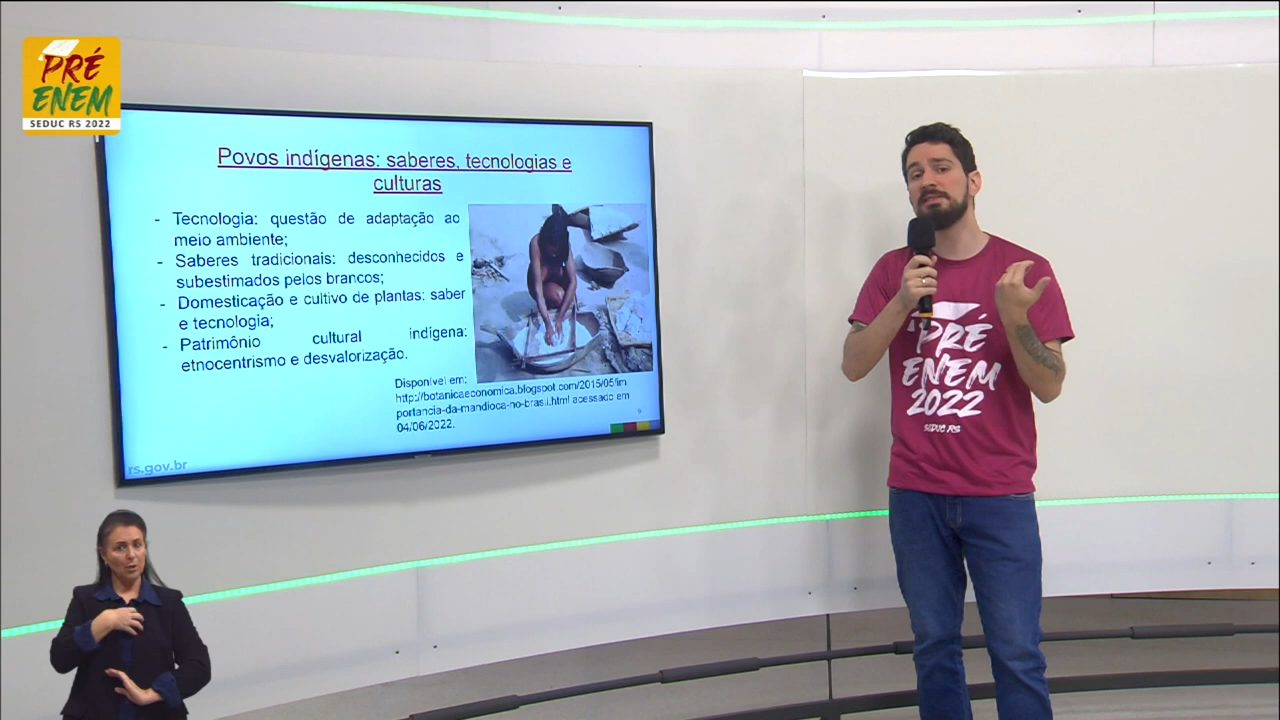 PRÉ
ENEM
SEDUC RS 2022
Povos indígenas: saberes, tecnologias e
culturas
- Tecnologia: questão de adaptação ao
meio ambiente;
- Saberes tradicionais: desconhecidos e
subestimados pelos brancos;
- Domesticação e cultivo de plantas: saber
e tecnologia;
- Patrimônio cultural indígena:
etnocentrismo e desvalorização.
Disponível em:
http://botanicaeconomica.blogspot.com/2015/05/im
portancia-da-mandioca-no-brasil.html acessado em
04/06/2022.
9
rs.gov.br
PRÉ
ENEM
2022
SEDUC RS